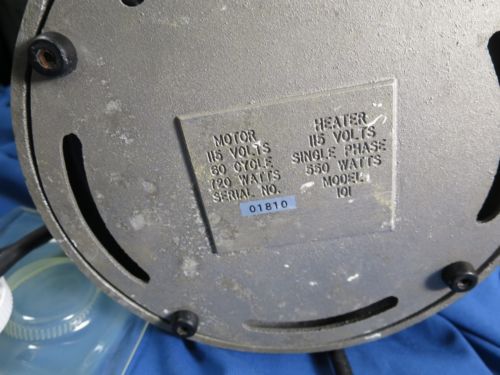 MOTOR
115 VOLTS
60 CYCLE
120 WATTS
SERIAL NO.
01810
HEATER
115 VOLTS
SINGLE PHASE
550 WATTS
MODEL
101